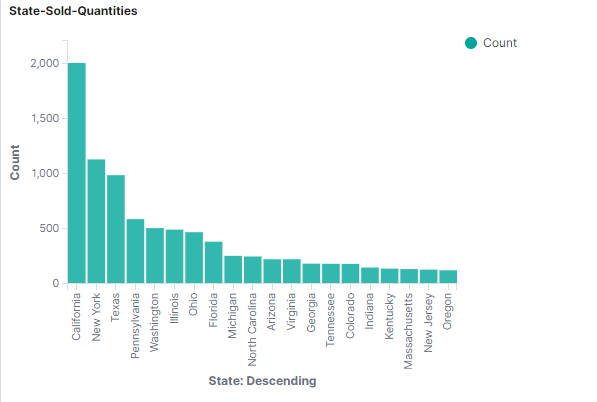 State-Sold-Quantities
Count
2,000
1,500
1,000
500
0
Count
California
New York
Texas
Pennsylvania
Washington
Illinois
Ohio
Florida
Michigan
North Carolina
Arizona
Virginia
Georgia
Tennessee
Colorado
Indiana
Kentucky
Massachusetts
New Jersey
Oregon
State: Descending